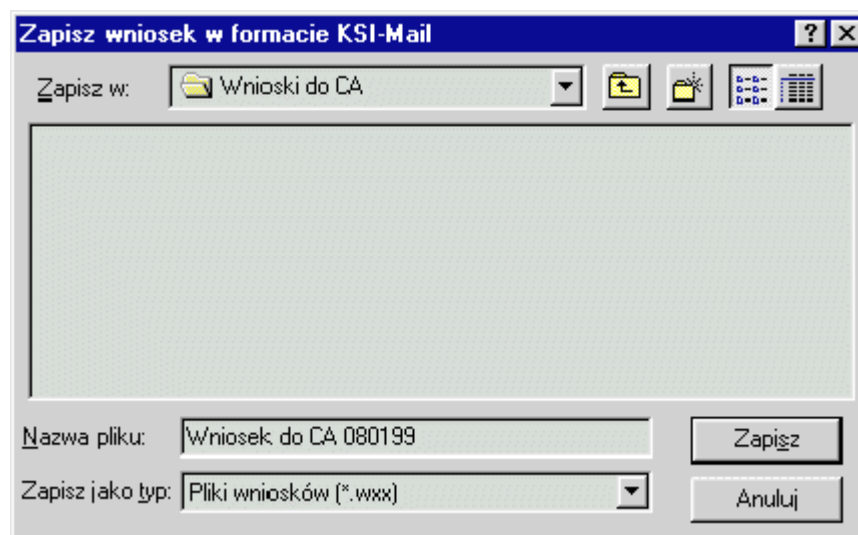 Zapisz wniosek w formacie KSI-Mail
Zapisz w: Wnioski do CA
Nazwa pliku: Wniosek do CA 080199 Zapisz
Zapisz jako typ: Pliki wniosków (*.wxx) Anuluj